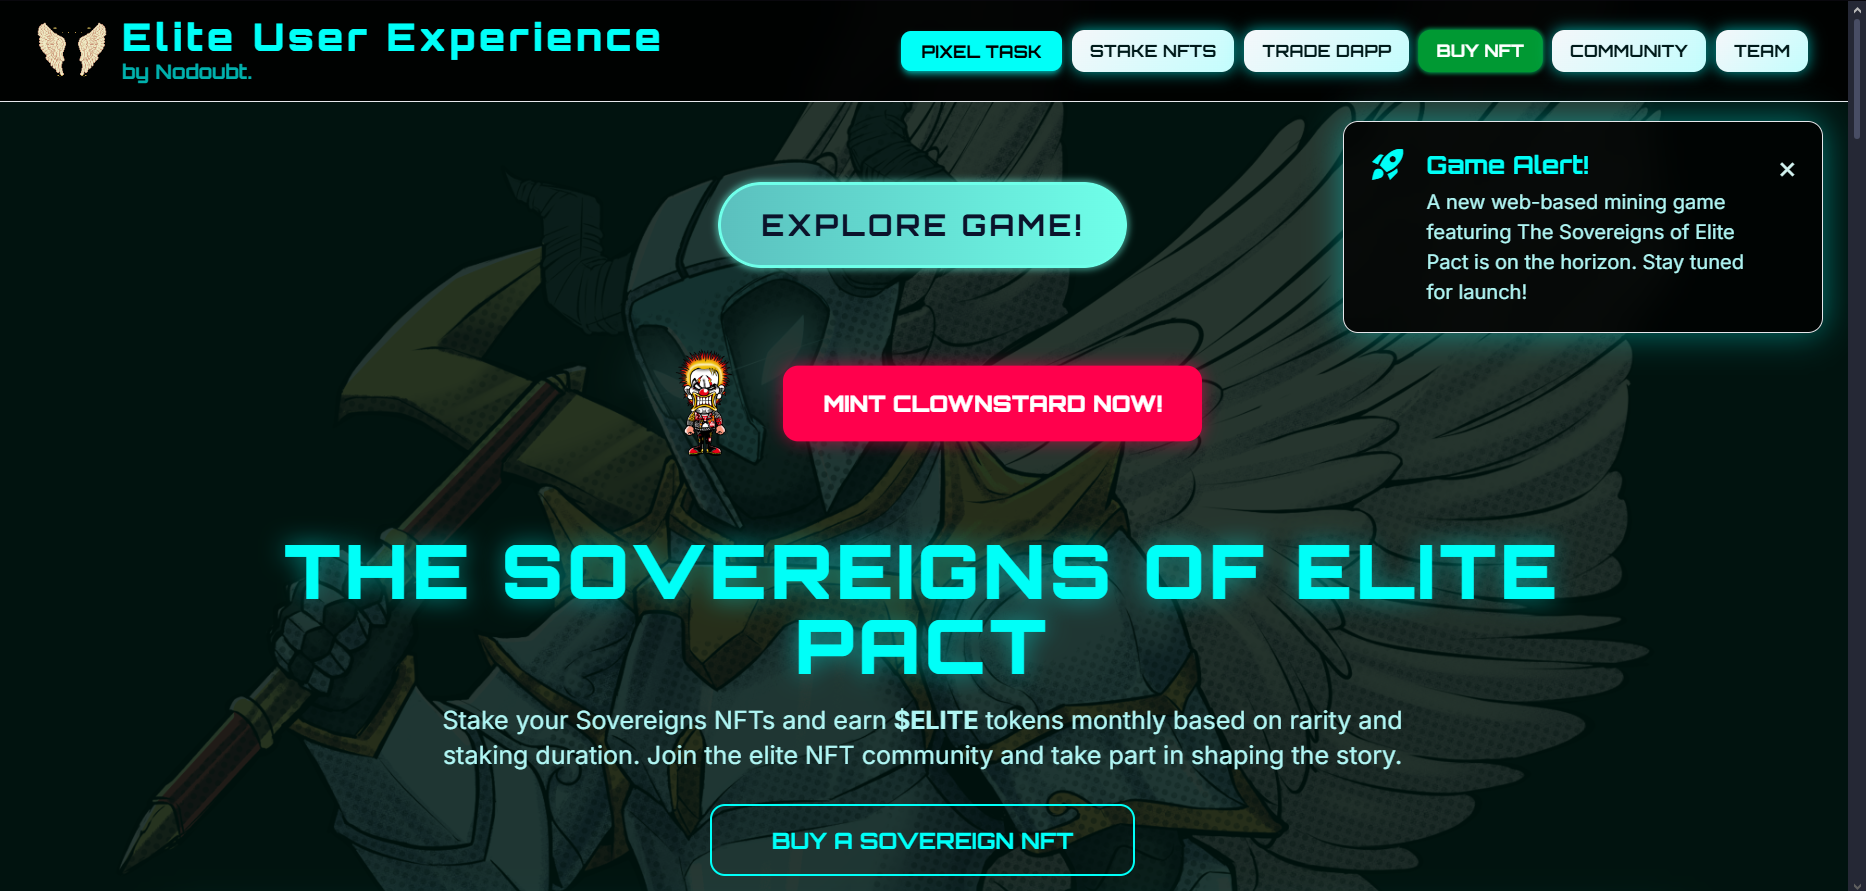 Elite User Experience
by Nodoubt.
PIXEL TASK
STAKE NFTS
TRADE DAPP
BUY NFT
COMMUNITY
TEAM
Game Alert!
A new web-based mining game
featuring The Sovereigns of Elite
Pact is on the horizon. Stay tuned
for launch!
EXPLORE GAME!
MINT CLOWNSTARD NOW!
THE SOVEREIGNS OF ELITE
PACT
Stake your Sovereigns NFTs and earn $ELITE tokens monthly based on rarity and
staking duration. Join the elite NFT community and take part in shaping the story.
BUY A SOVEREIGN NFT